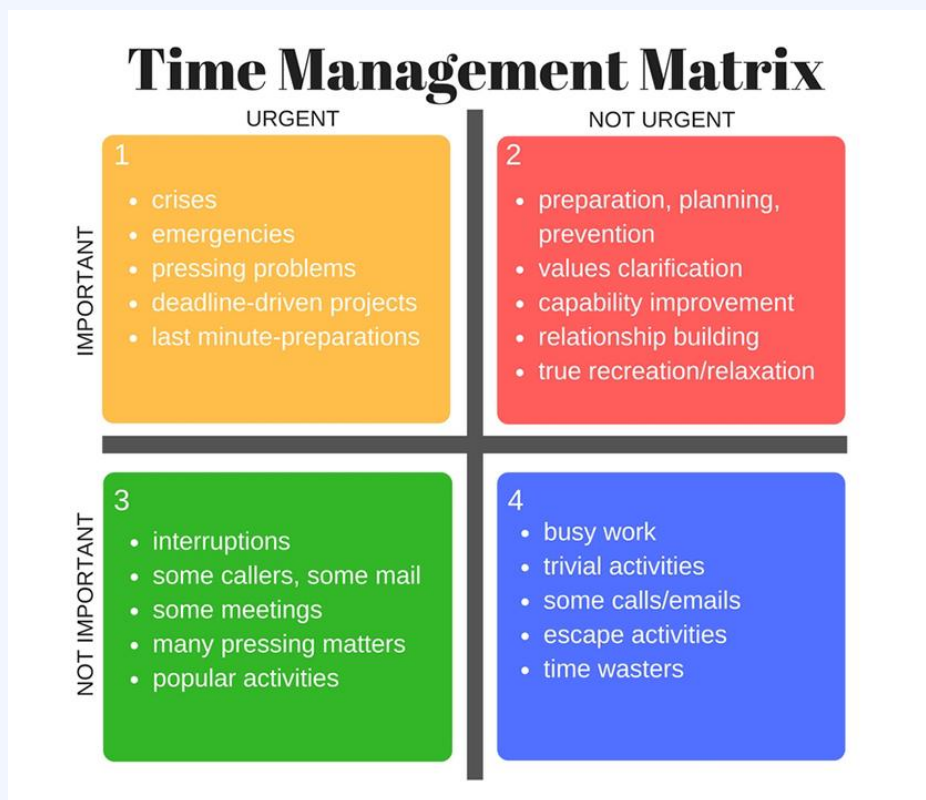 Time Management Matrix
URGENT
NOT URGENT
IMPORTANT
1
• crises
• emergencies
• pressing problems
• deadline-driven projects
• last minute-preparations
2
• preparation, planning,
prevention
• values clarification
• capability improvement
• relationship building
• true recreation/relaxation
NOT IMPORTANT
3
• interruptions
• some callers, some mail
• some meetings
• many pressing matters
• popular activities
4
• busy work
• trivial activities
• some calls/emails
• escape activities
• time wasters